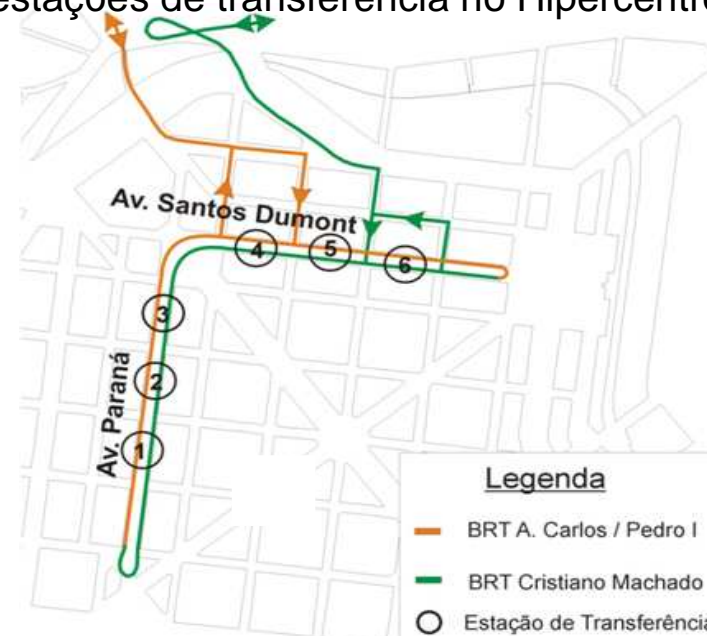 estações de transferência no Hipercentro
Av. Santos Dumont
4
5
6
3
2
1
Av. Paraná
Legenda
BRT A. Carlos / Pedro I
BRT Cristiano Machado
Estação de Transferência